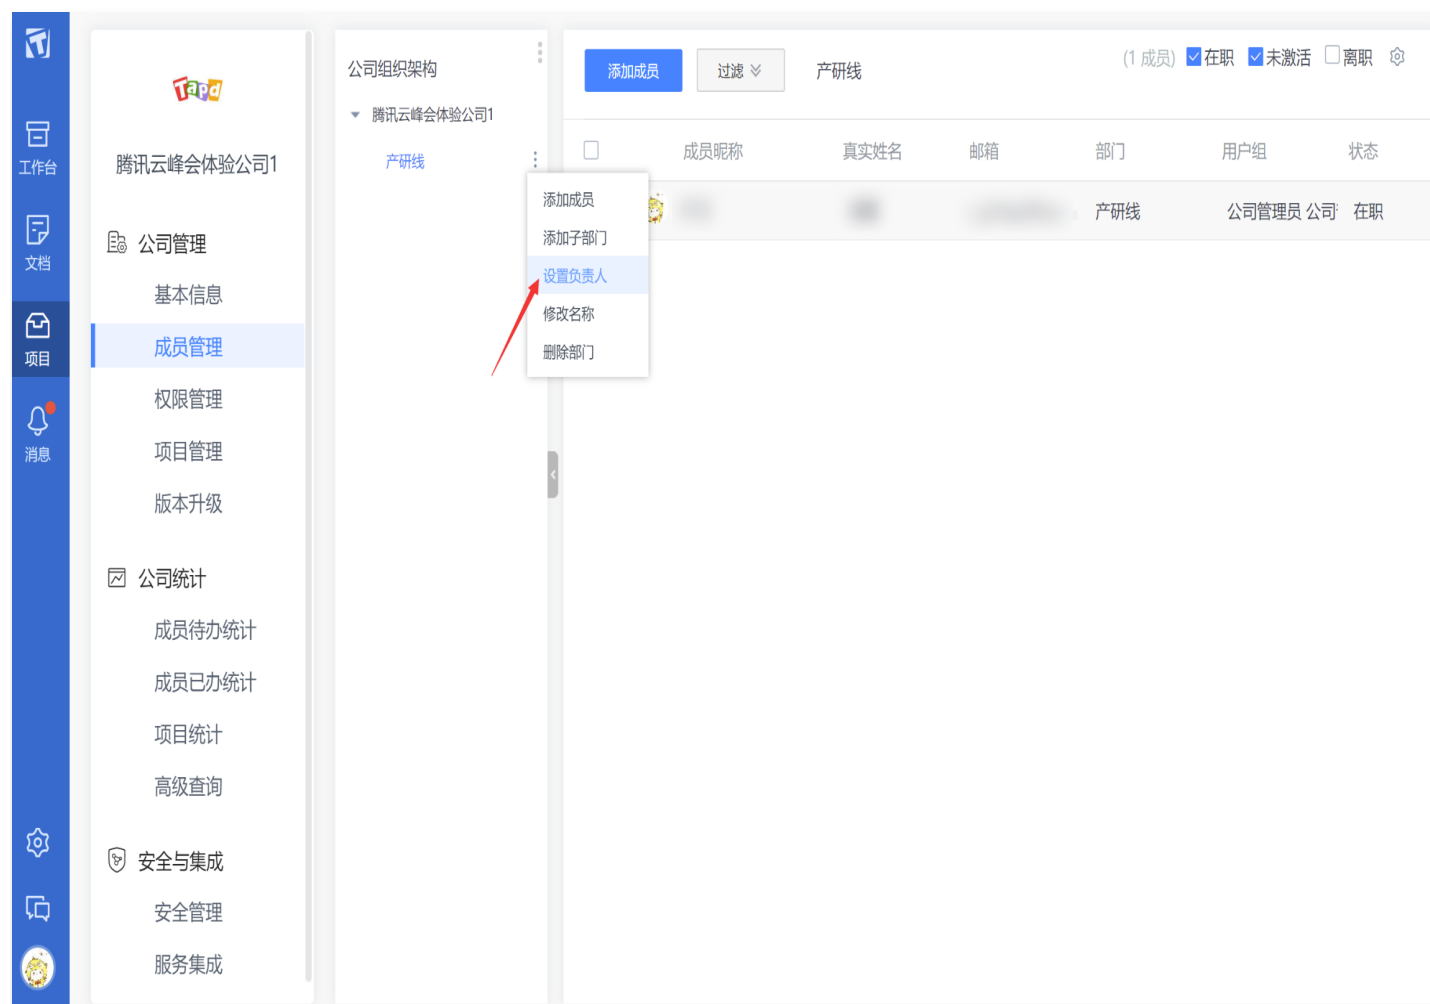 工作台
文档
项目
消息
Tapd
腾讯云峰会体验公司1
公司管理
基本信息
成员管理
权限管理
项目管理
版本升级
公司统计
成员待办统计
成员已办统计
项目统计
高级查询
安全与集成
安全管理
服务集成
公司组织架构
腾讯云峰会体验公司1
产研线
添加成员
添加子部门
设置负责人
修改名称
删除部门
添加成员 过滤 产研线 (1 成员) 在职 未激活 离职
成员昵称 真实姓名 邮箱 部门 用户组 状态
产研线 公司管理员 公司 在职